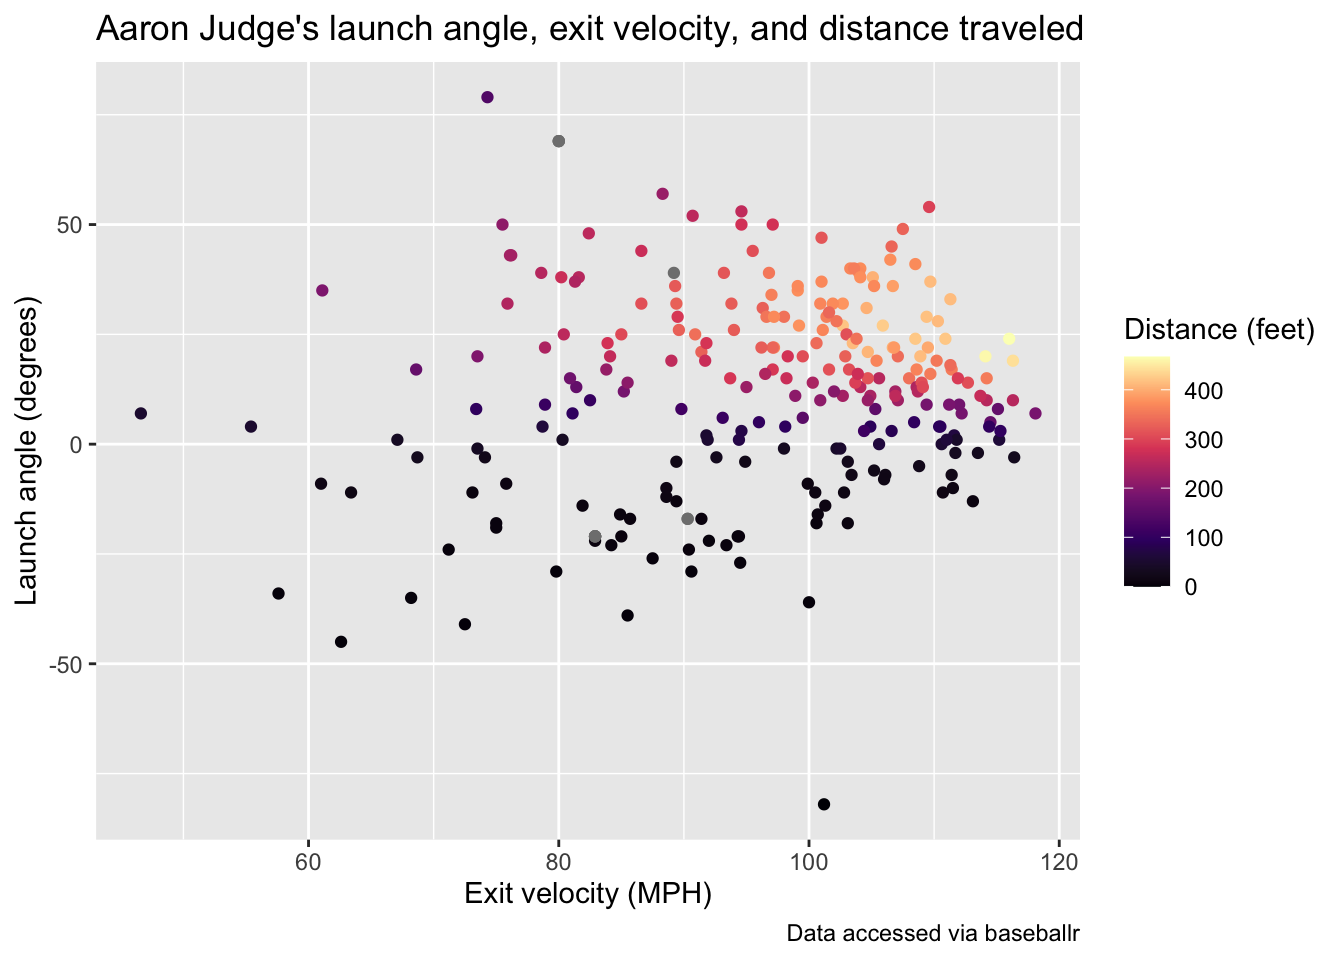 Aaron Judge's launch angle, exit velocity, and distance traveled
Launch angle (degrees)
50
0
-50
60
80
100
120
Exit velocity (MPH)
Distance (feet)
400
300
200
100
0
Data accessed via baseballr